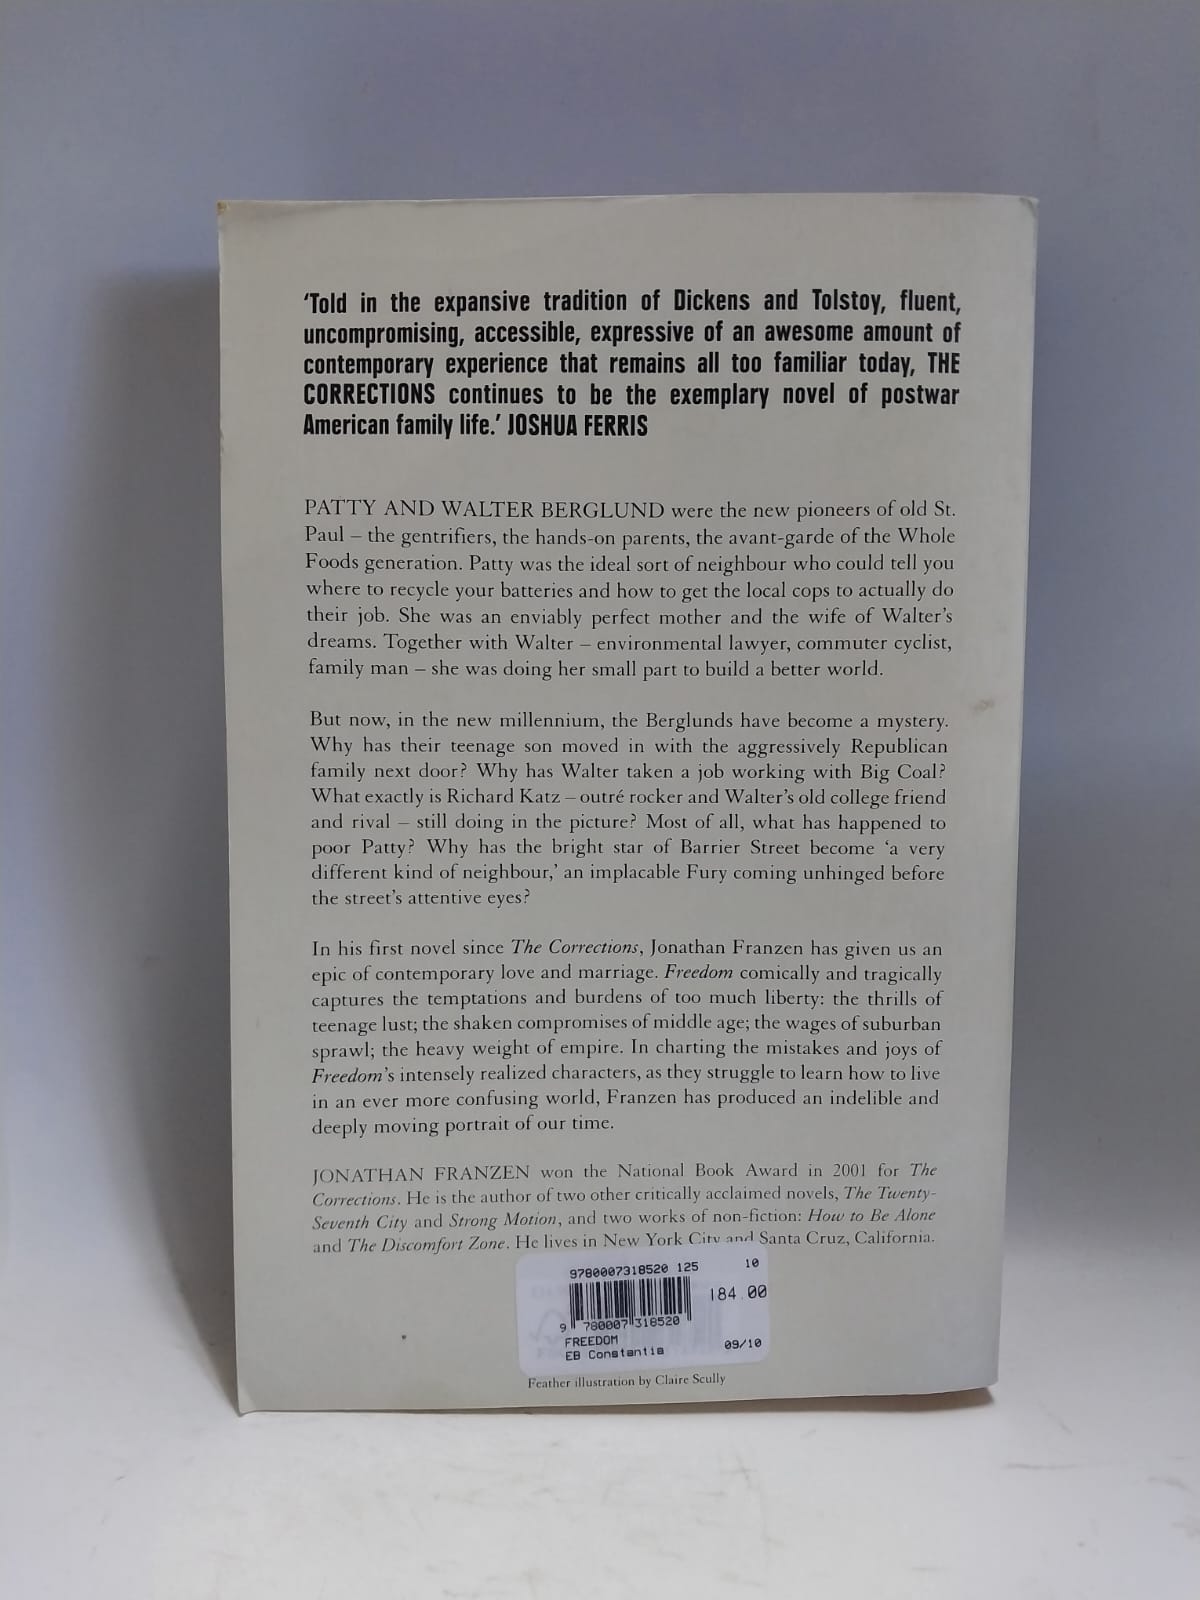 ‘Told in the expansive tradition of Dickens and Tolstoy, fluent,
uncompromising, accessible, expressive of an awesome amount of
contemporary experience that remains all too familiar today, THE
CORRECTIONS continues to be the exemplary novel of postwar
American family life.’ JOSHUA FERRIS
PATTY AND WALTER BERGLUND were the new pioneers of old St.
Paul – the gentrifiers, the hands-on parents, the avant-garde of the Whole
Foods generation. Patty was the ideal sort of neighbour who could tell you
where to recycle your batteries and how to get the local cops to actually do
their job. She was an enviably perfect mother and the wife of Walter’s
dreams. Together with Walter – environmental lawyer, commuter cyclist,
family man – she was doing her small part to build a better world.
But now, in the new millennium, the Berglunds have become a mystery.
Why has their teenage son moved in with the aggressively Republican
family next door? Why has Walter taken a job working with Big Coal?
What exactly is Richard Katz – outré rocker and Walter’s old college friend
and rival – still doing in the picture? Most of all, what has happened to
poor Patty? Why has the bright star of Barrier Street become ‘a very
different kind of neighbour,’ an implacable Fury coming unhinged before
the street’s attentive eyes?
In his first novel since The Corrections, Jonathan Franzen has given us an
epic of contemporary love and marriage. Freedom comically and tragically
captures the temptations and burdens of too much liberty: the thrills of
teenage lust; the shaken compromises of middle age; the wages of suburban
sprawl; the heavy weight of empire. In charting the mistakes and joys of
Freedom’s intensely realized characters, as they struggle to learn how to live
in an ever more confusing world, Franzen has produced an indelible and
deeply moving portrait of our time.
JONATHAN FRANZEN won the National Book Award in 2001 for The
Corrections. He is the author of two other critically acclaimed novels, The Twenty-
Seventh City and Strong Motion, and two works of non-fiction: How to Be Alone
and The Discomfort Zone. He lives in New York City and Santa Cruz, California.
9780007318520 125 10
184.00
9 780007 318520
FREEDOM
EB Constantia 09/10
Feather illustration by Claire Scully